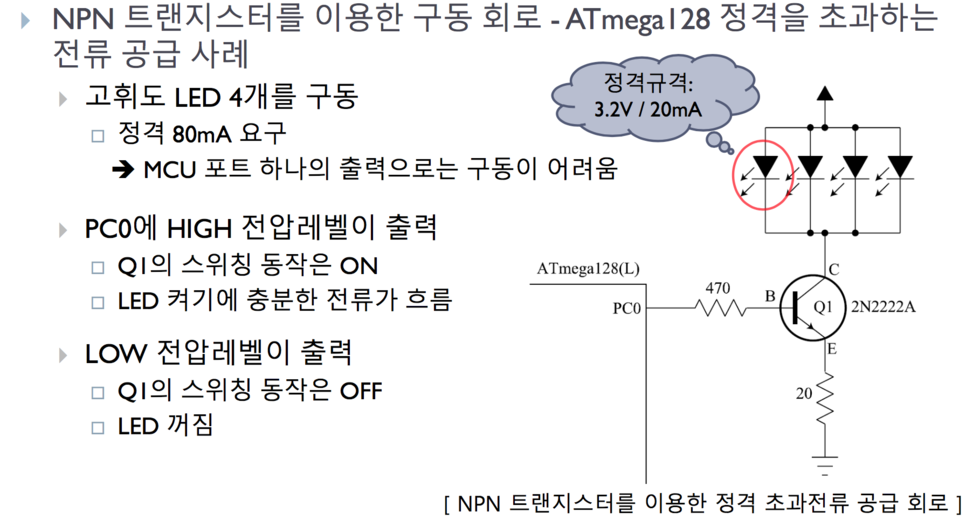 NPN 트랜지스터를 이용한 구동 회로 - ATmega128 정격을 초과하는
전류 공급 사례
고휘도 LED 4개를 구동
정격 80mA 요구
➔ MCU 포트 하나의 출력으로는 구동이 어려움
PC0에 HIGH 전압레벨이 출력
Q1의 스위칭 동작은 ON
LED 켜기에 충분한 전류가 흐름
LOW 전압레벨이 출력
Q1의 스위칭 동작은 OFF
LED 꺼짐
정격규격:
3.2V / 20mA
ATmega128(L)
PC0
470
B
C
Q1
2N2222A
E
20
[ NPN 트랜지스터를 이용한 정격 초과전류 공급 회로 ]